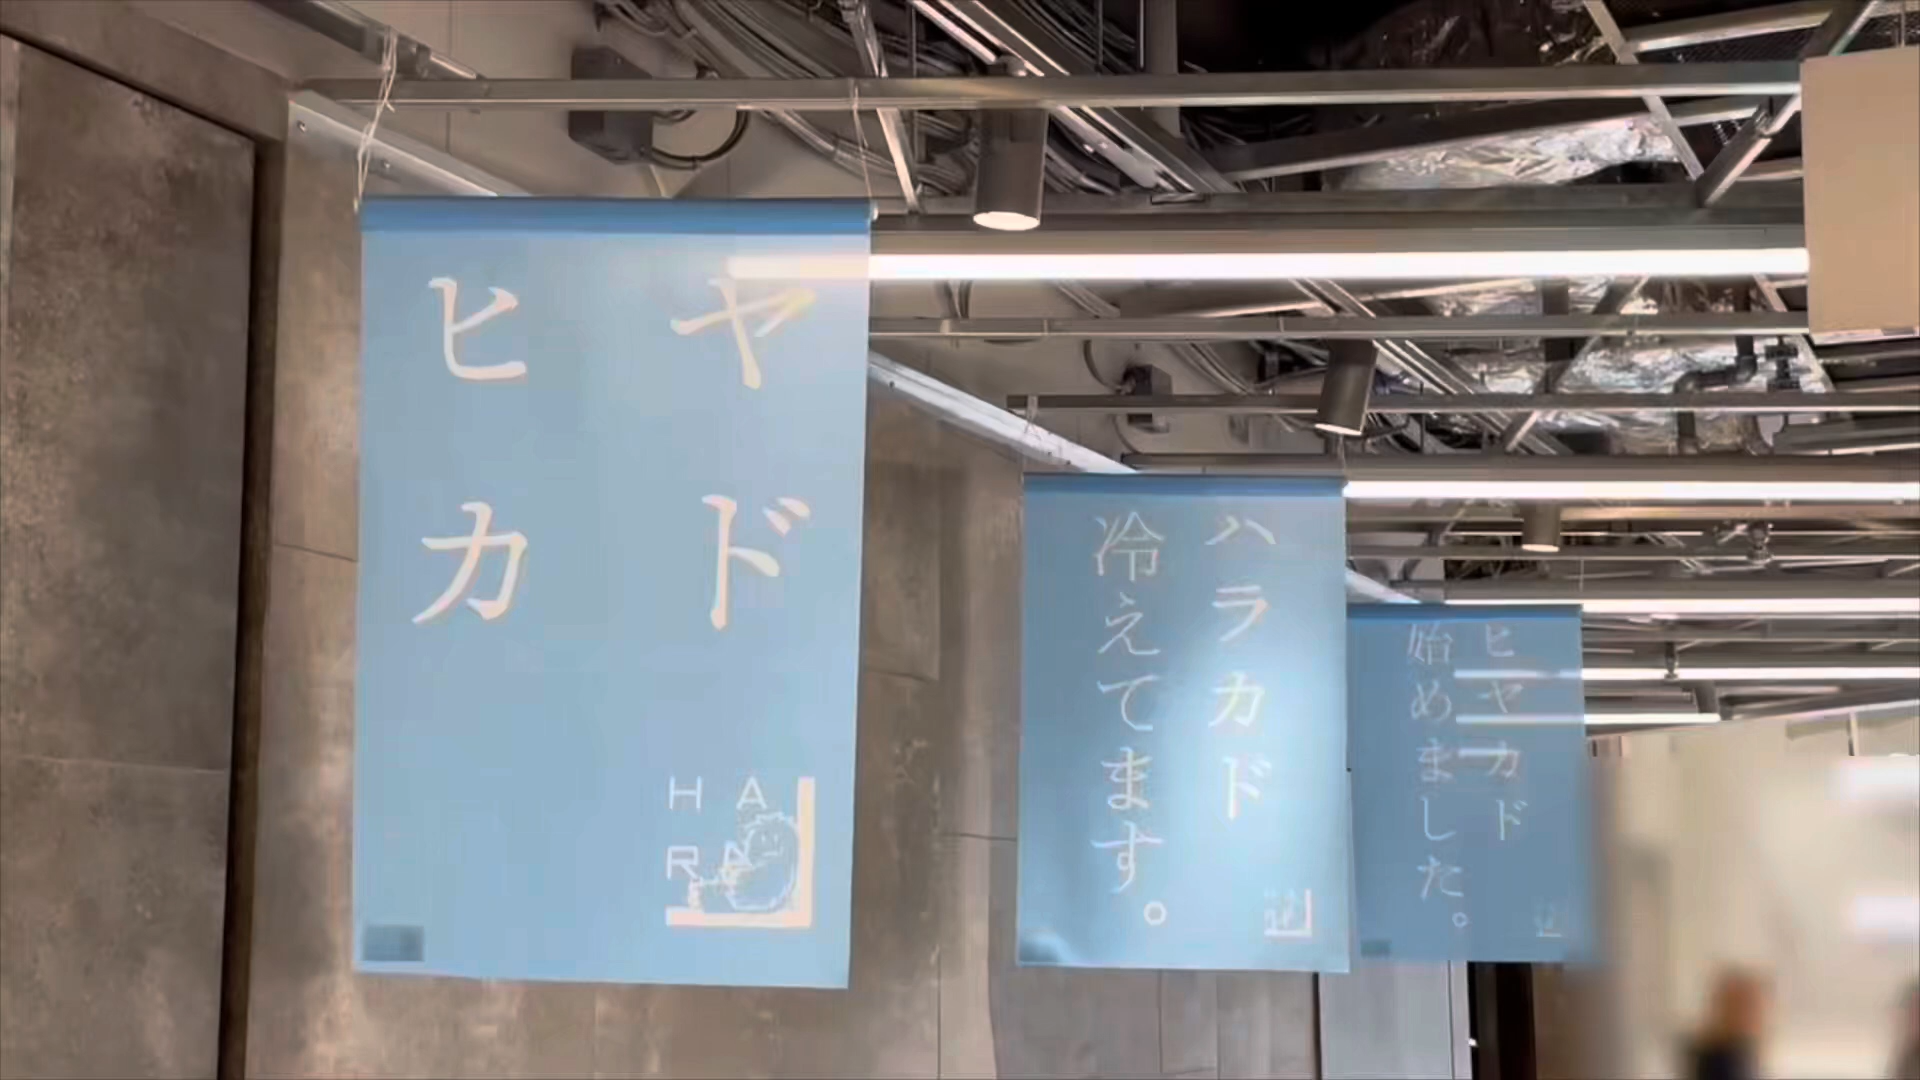 ヒヤ
カド
HA
RA
ハラカド
冷えてます。
ヒヤカド
始めました。